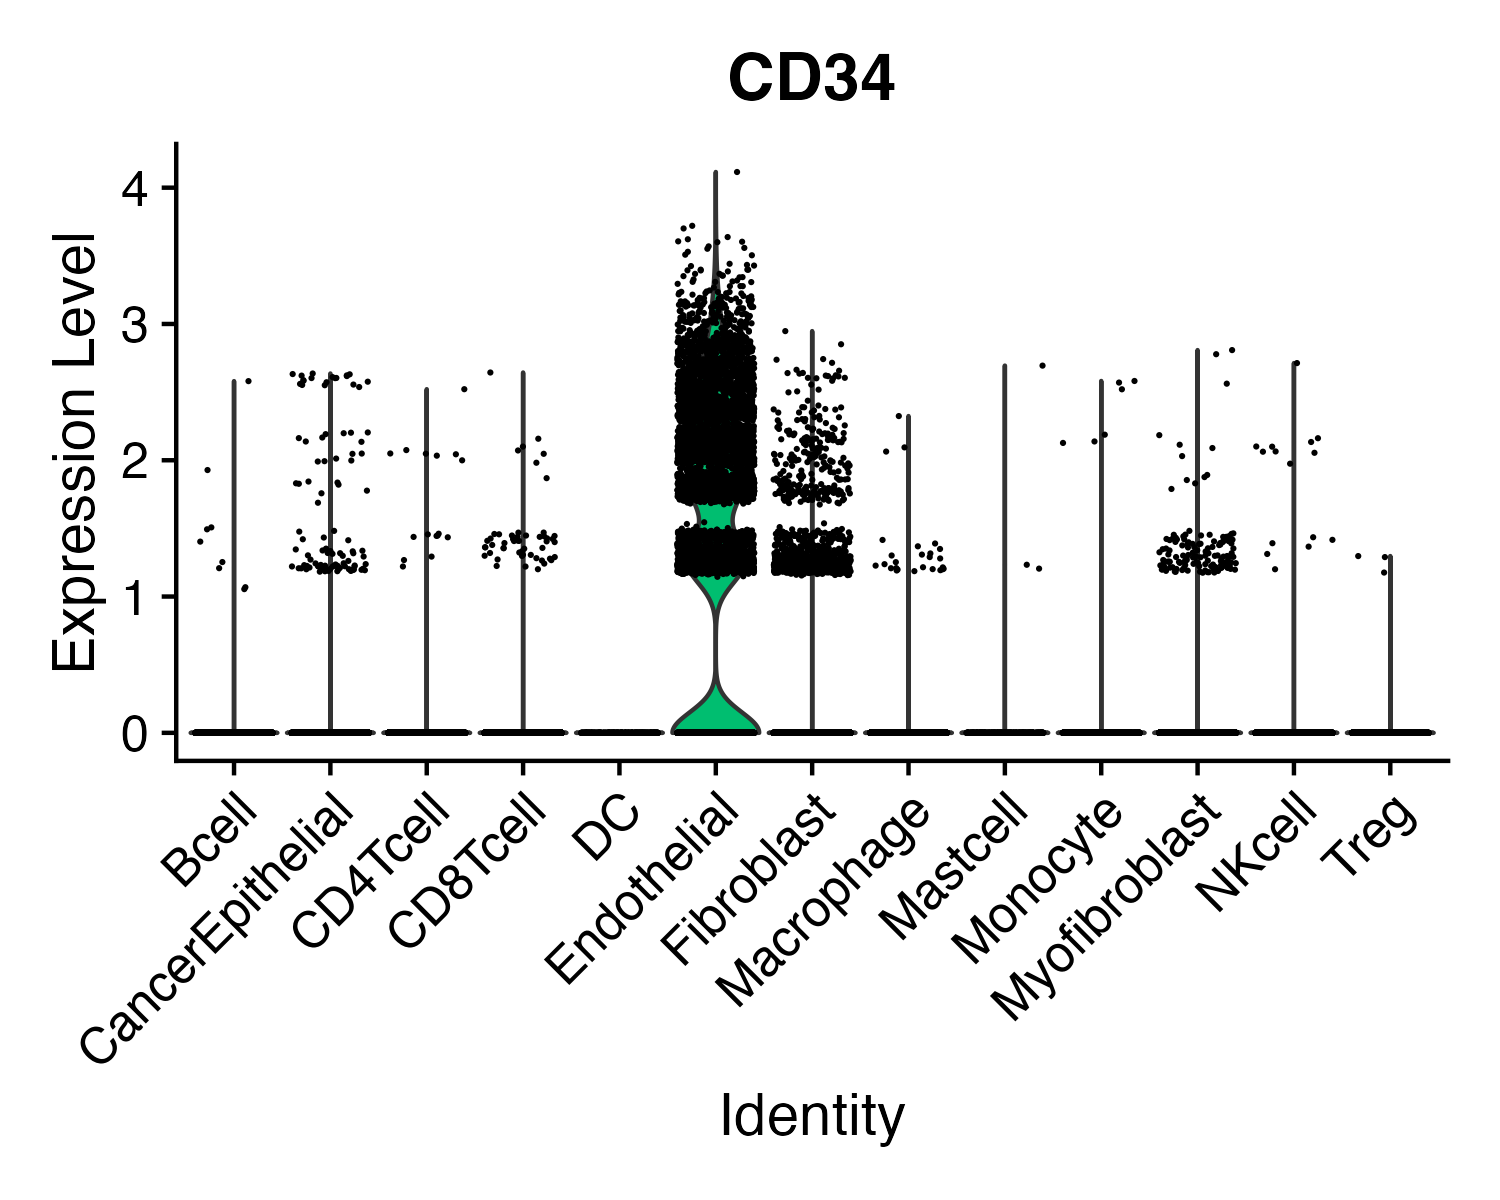 CD34
Expression Level
4
3
2
1
0
Bcell
CancerEpithelial
CD4Tcell
CD8Tcell
DC
Endothelial
Fibroblast
Macrophage
Mastcell
Monocyte
Myofibroblast
NKcell
Treg
Identity